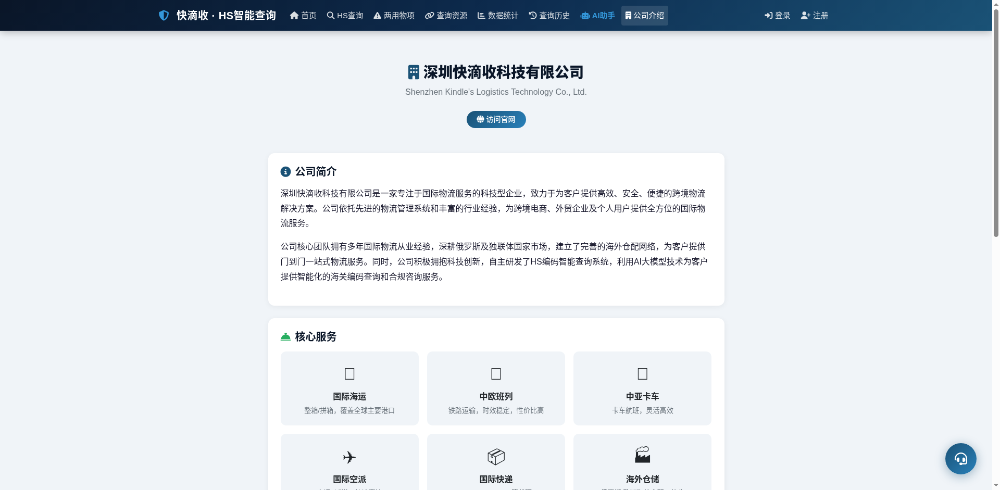 快滴收 · HS智能查询 首页 HS查询 两用物项 查询资源 数据统计 查询历史 AI助手 公司介绍 登录 注册
深圳快滴收科技有限公司
Shenzhen Kindle's Logistics Technology Co., Ltd.
访问官网
公司简介
深圳快滴收科技有限公司是一家专注于国际物流服务的科技型企业，致力于为客户提供高效、安全、便捷的跨境物流
解决方案。公司依托先进的物流管理系统和丰富的行业经验，为跨境电商、外贸企业及个人用户提供全方位的国际物
流服务。
公司核心团队拥有多年国际物流从业经验，深耕俄罗斯及独联体国家市场，建立了完善的海外仓配网络，为客户提供
门到门一站式物流服务。同时，公司积极拥抱科技创新，自主研发了HS编码智能查询系统，利用AI大模型技术为客户
提供智能化的海关编码查询和合规咨询服务。
核心服务
国际海运 中欧班列 中亚卡车
整箱/拼箱，覆盖全球主要港口 铁路运输，时效稳定，性价比高 卡车航班，灵活高效
国际空派 国际快递 海外仓储